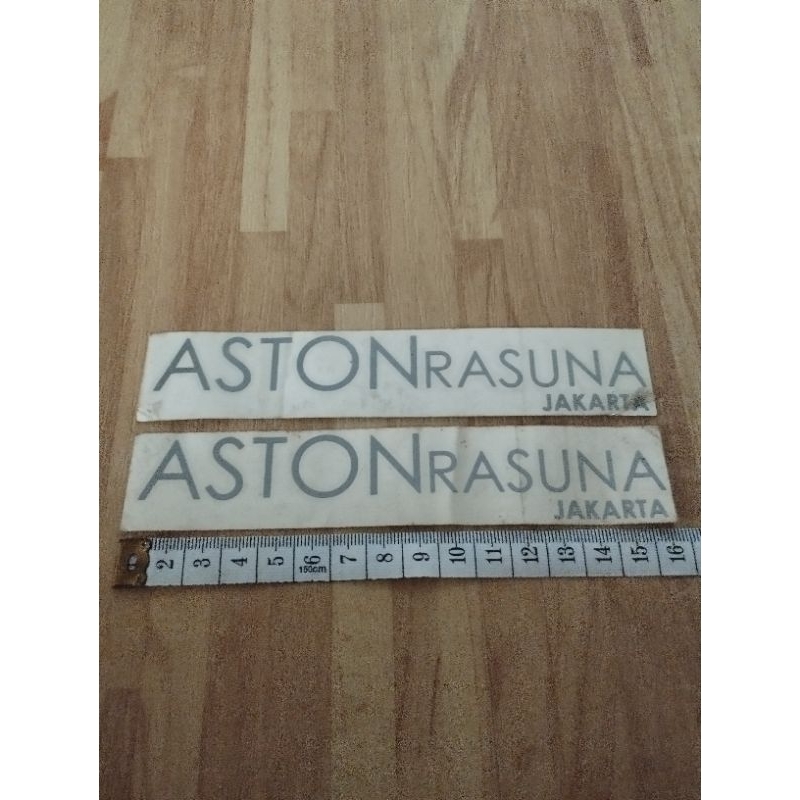 ASTONRASUNA
JAKARTA
ASTONRASUNA
JAKARTA
2 3 4 5 6 7 8 9 10 11 12 13 14 15 16
150cm